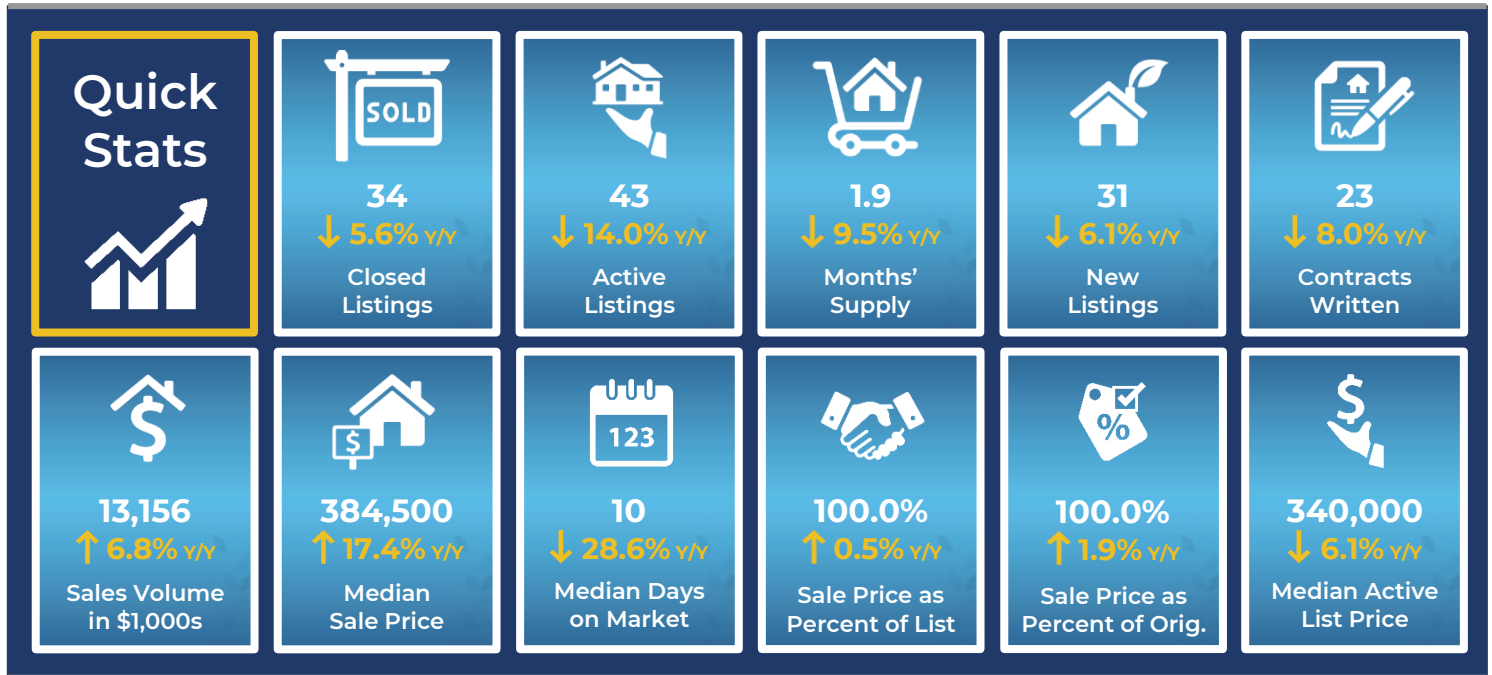 Quick
Stats
SOLD
34
↓ 5.6% Y/Y
Closed
Listings
43
↓ 14.0% Y/Y
Active
Listings
1.9
↓ 9.5% Y/Y
Months’
Supply
31
↓ 6.1% Y/Y
New
Listings
23
↓ 8.0% Y/Y
Contracts
Written
$
13,156
↑ 6.8% Y/Y
Sales Volume
in $1,000s
$
384,500
↑ 17.4% Y/Y
Median
Sale Price
123
10
↓ 28.6% Y/Y
Median Days
on Market
100.0%
↑ 0.5% Y/Y
Sale Price as
Percent of List
%
100.0%
↑ 1.9% Y/Y
Sale Price as
Percent of Orig.
$
340,000
↓ 6.1% Y/Y
Median Active
List Price